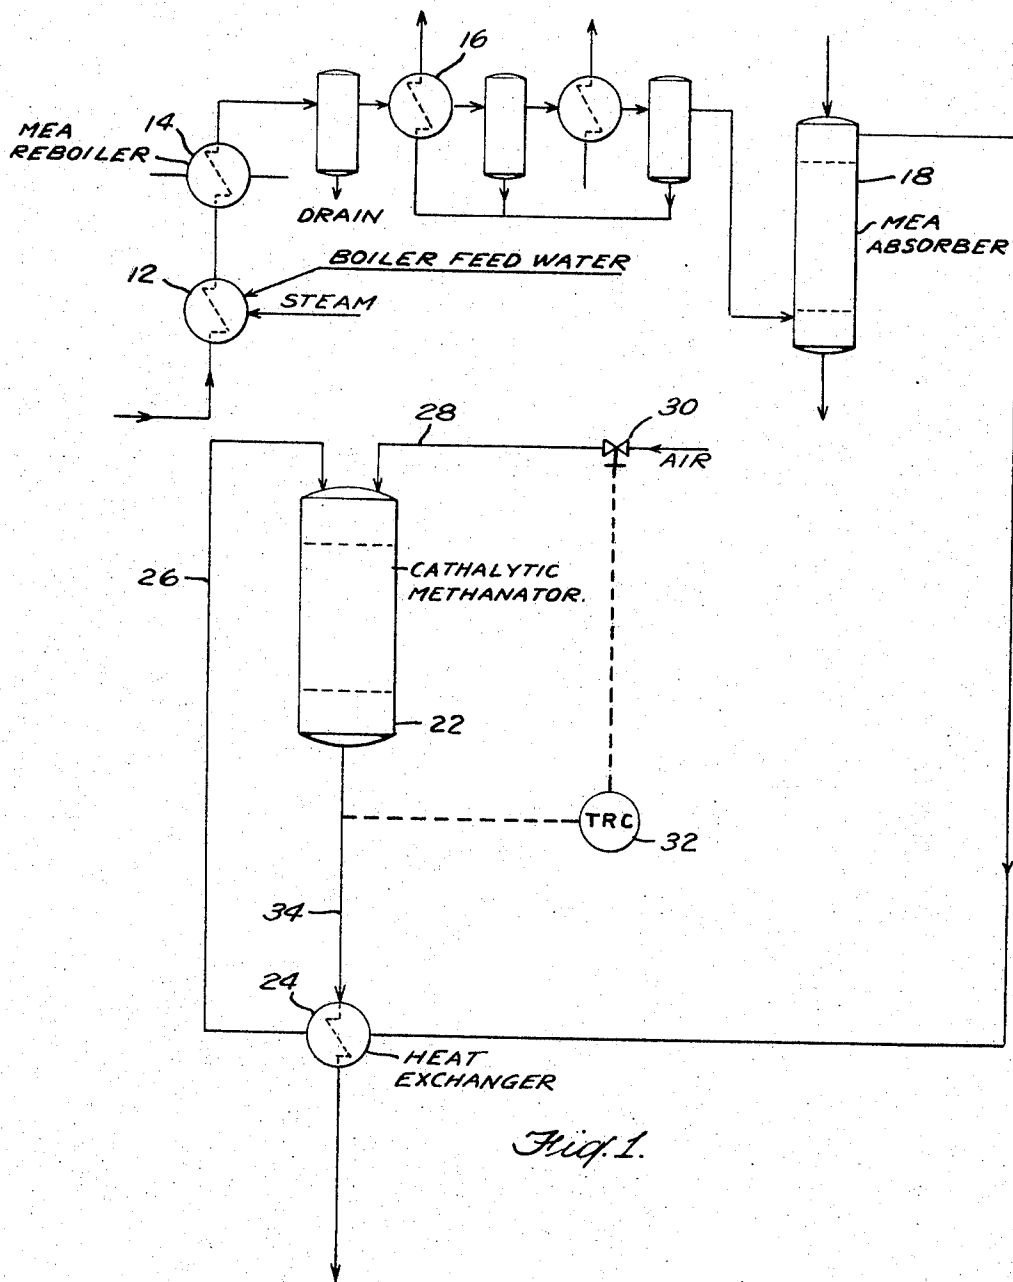 16
14
MEA
REBOILER
18
DRAIN
MEA
ABSORBER
12
BOILER FEED WATER
STEAM
28
30
AIR
26
CATHALYTIC
METHANATOR.
22
TRC
32
34
24
HEAT
EXCHANGER
Fig. 1.